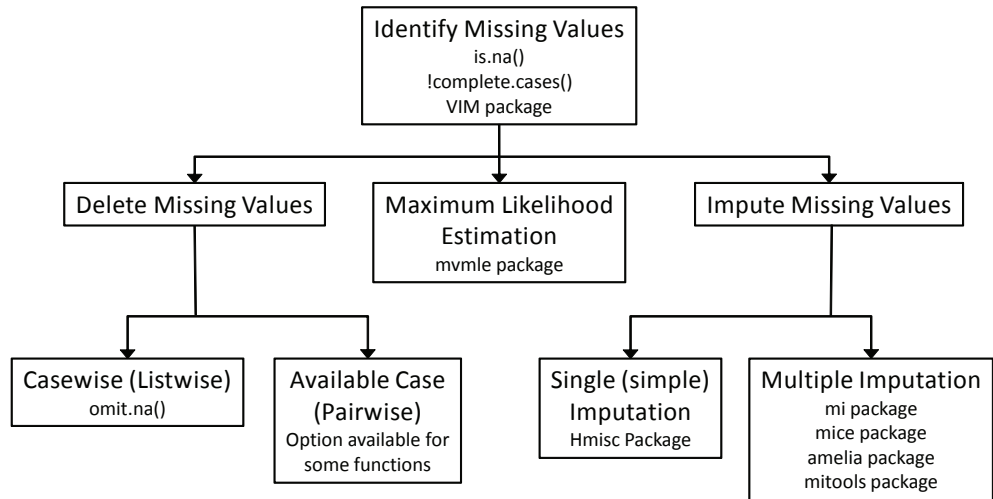 Identify Missing Values
is.na()
!complete.cases()
VIM package
Delete Missing Values
Maximum Likelihood
Estimation
mvmle package
Impute Missing Values
Casewise (Listwise)
omit.na()
Available Case
(Pairwise)
Option available for
some functions
Single (simple)
Imputation
Hmisc Package
Multiple Imputation
mi package
mice package
amelia package
mitools package